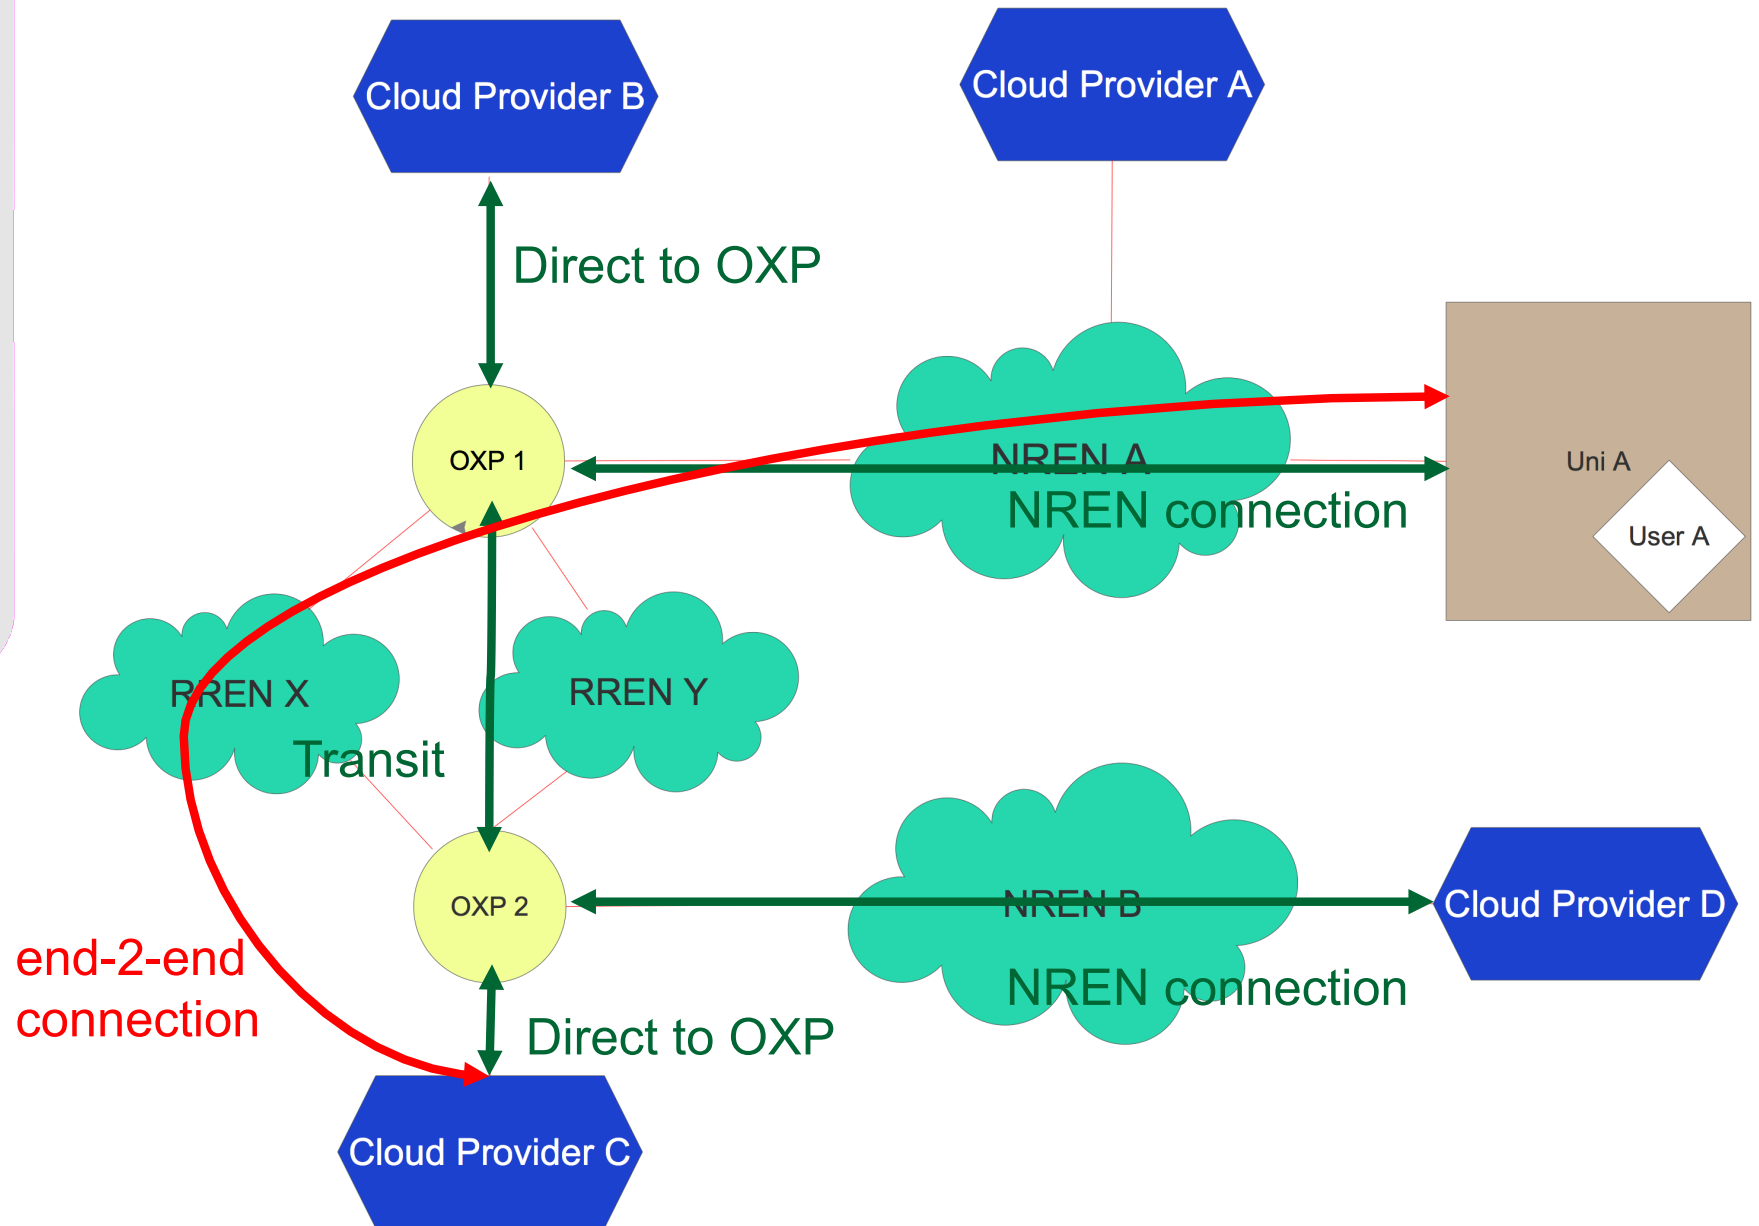 Cloud Provider B
Cloud Provider A
Direct to OXP
OXP 1
NREN A
NREN connection
Uni A
User A
RREN X
RREN Y
Transit
OXP 2
NREN B
Cloud Provider D
NREN connection
end-2-end
connection
Direct to OXP
Cloud Provider C